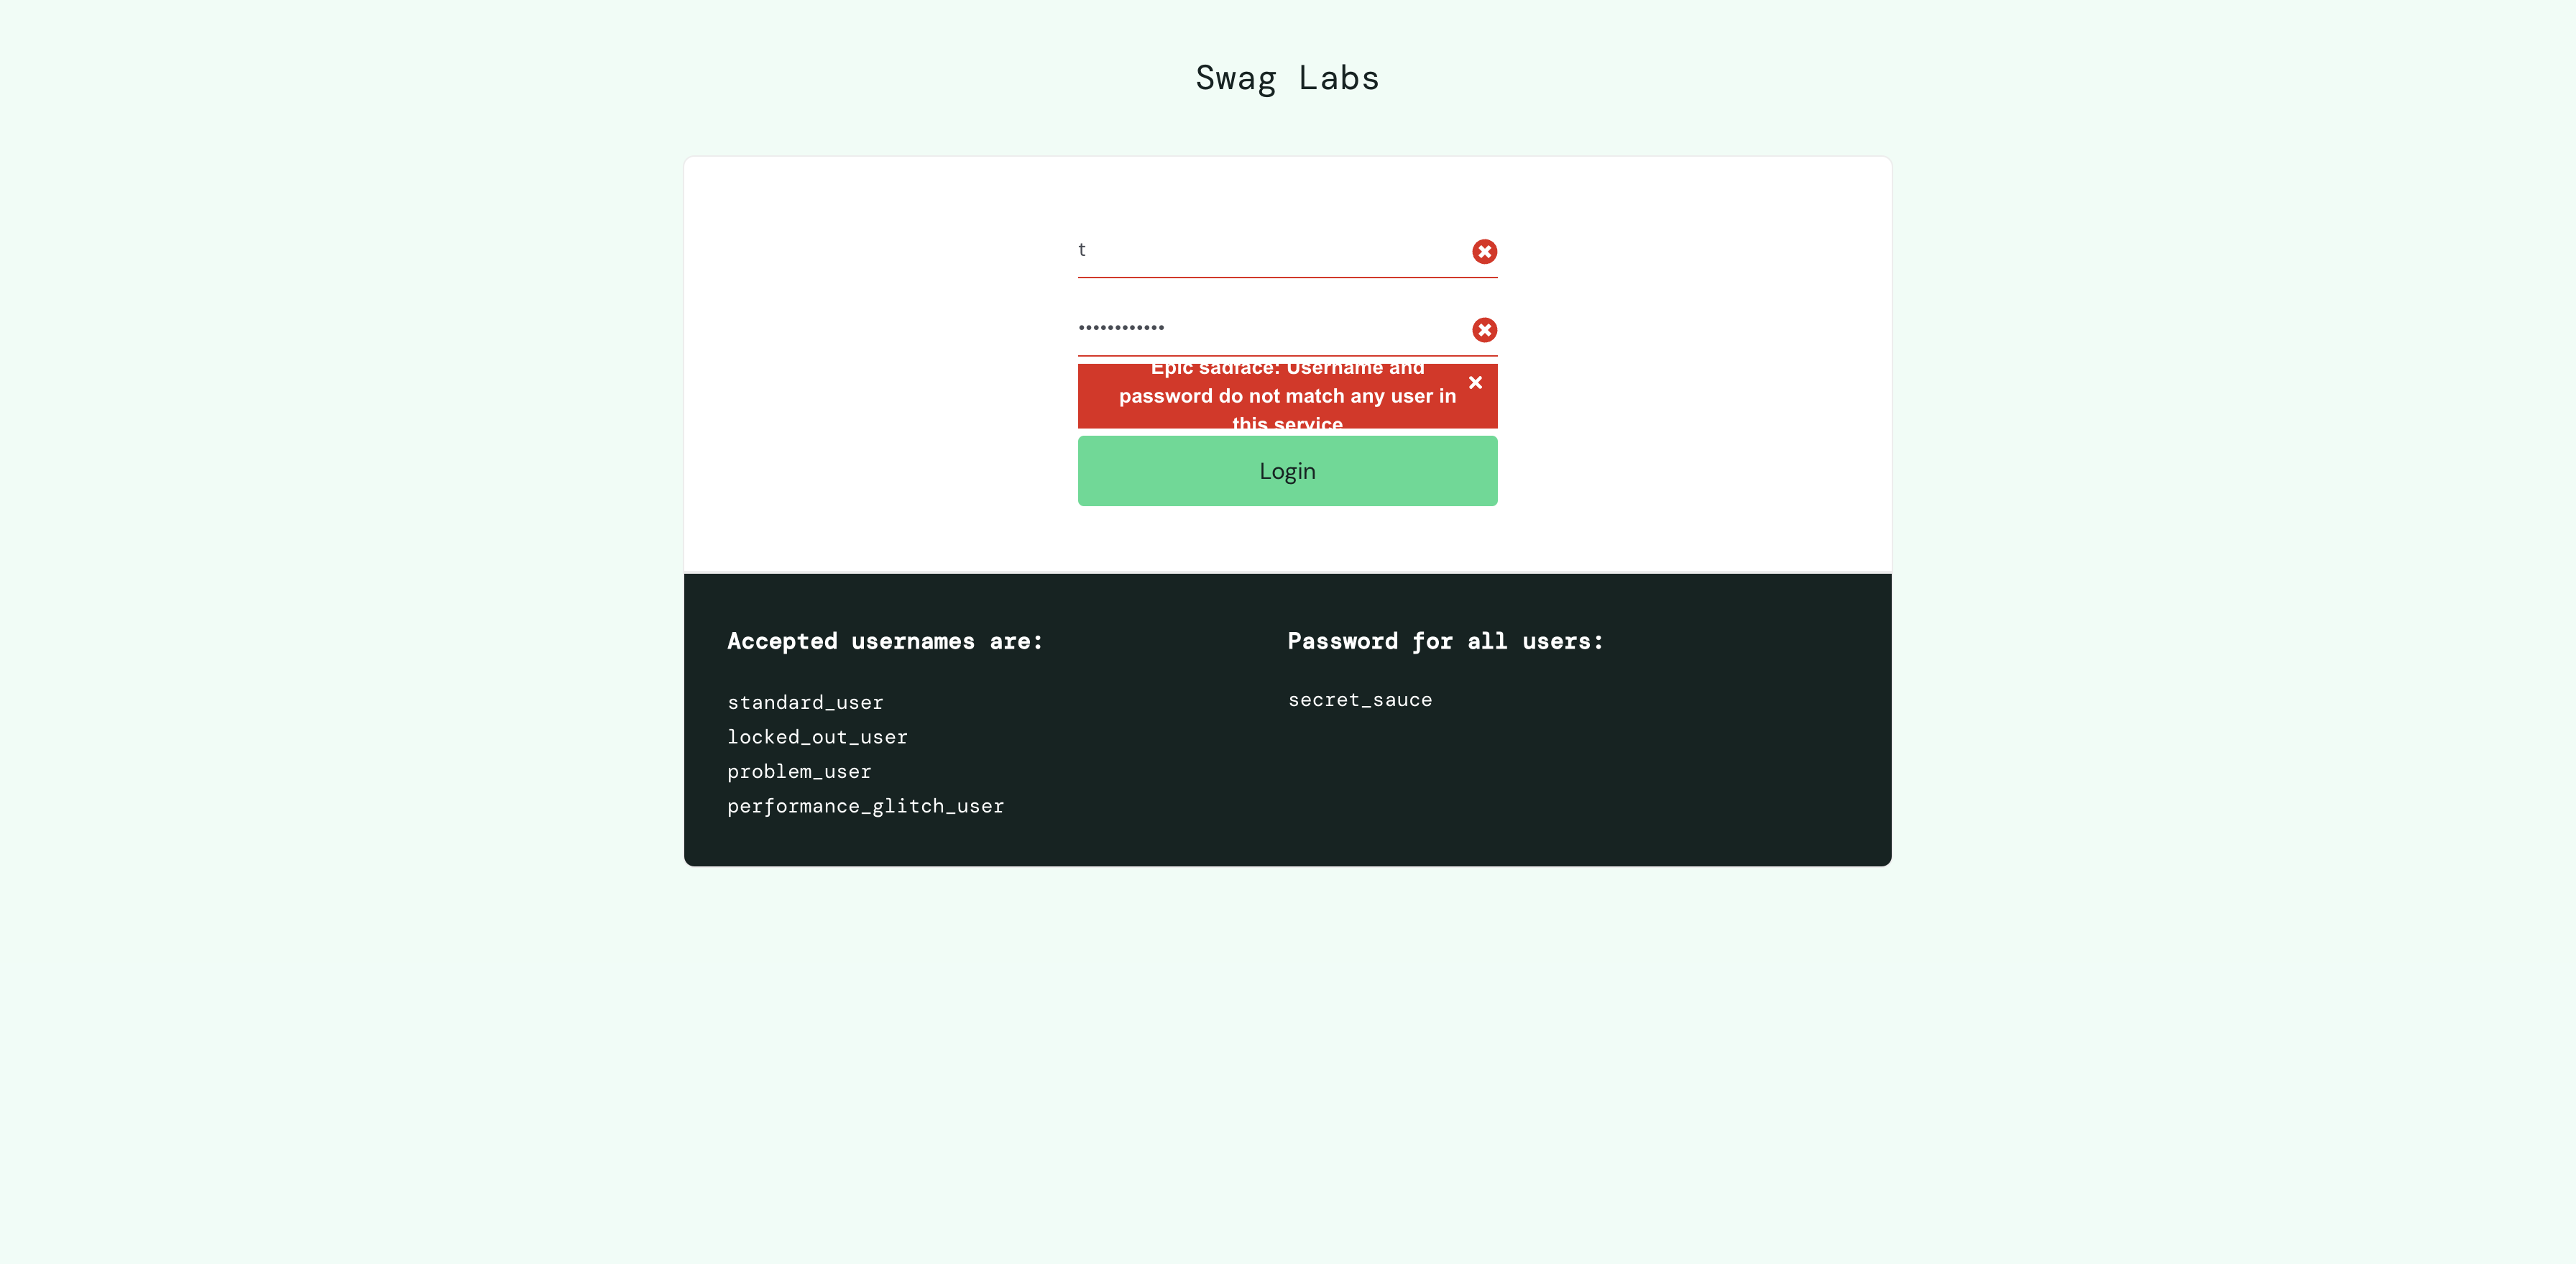 Swag Labs
t
••••••••••••
Epic sadface: Username and
password do not match any user in
this service
Login
Accepted usernames are:
Password for all users:
standard_user
secret_sauce
locked_out_user
problem_user
performance_glitch_user